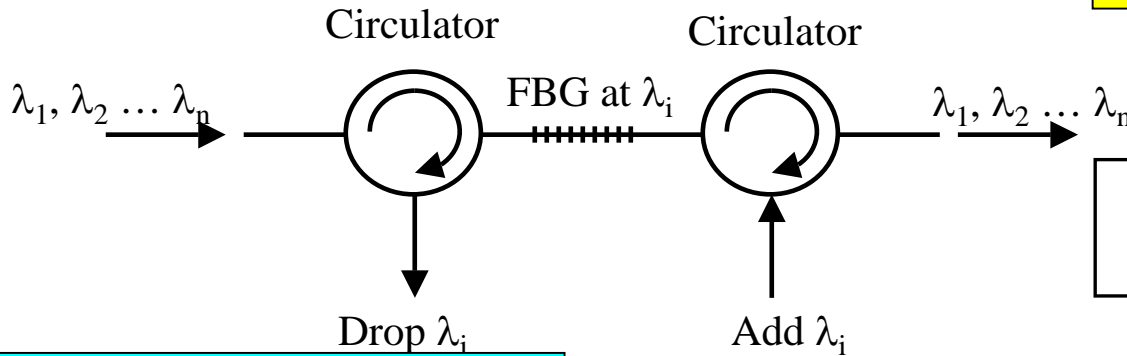 Circulator
Circulator
FBG at λi
λ1, λ2 … λn
λ1, λ2 … λn
Drop λi
Add λi